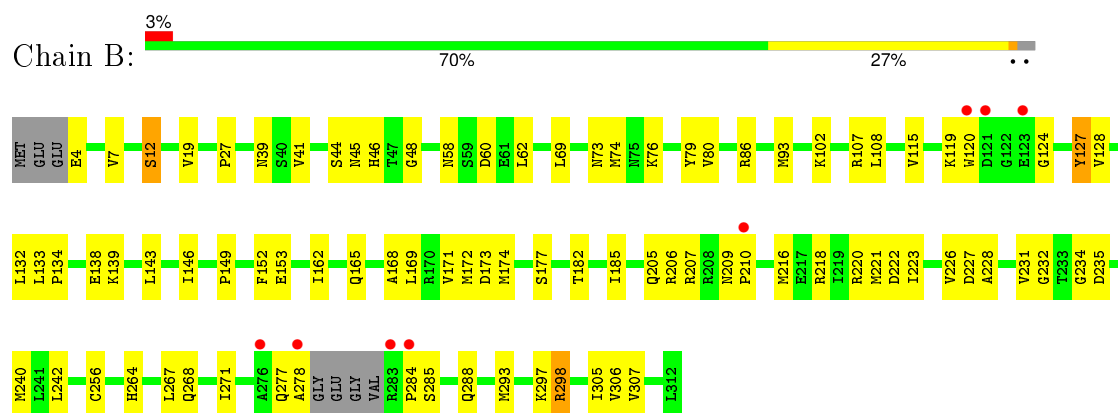 3%
Chain B:
70% 27% • •
MET GLU GLU E4 V7 S12 V19 P27 N39 S40 V41 S44 N45 H46 T47 G48 N58 S59 D60 E61 L62 L69 N73 M74 N75 K76 Y79 V80 R86 M93 K102 R107 L108 V115 K119 W120 D121 G122 E123 G124 Y127 V128
L132 L133 P134 E138 K139 L143 I146 P149 F152 E153 I162 Q165 A168 L169 R170 V171 M172 D173 M174 S177 T182 I185 Q205 R206 R207 R208 N209 P210 M216 E217 R218 I219 R220 M221 D222 I223 V226 D227 A228 V231 G232 T233 G234 D235
M240 L241 L242 C256 H264 L267 Q268 I271 A276 Q277 A278 GLY GLU GLY VAL R283 P284 S285 Q288 M293 K297 R298 I305 V306 V307 L312